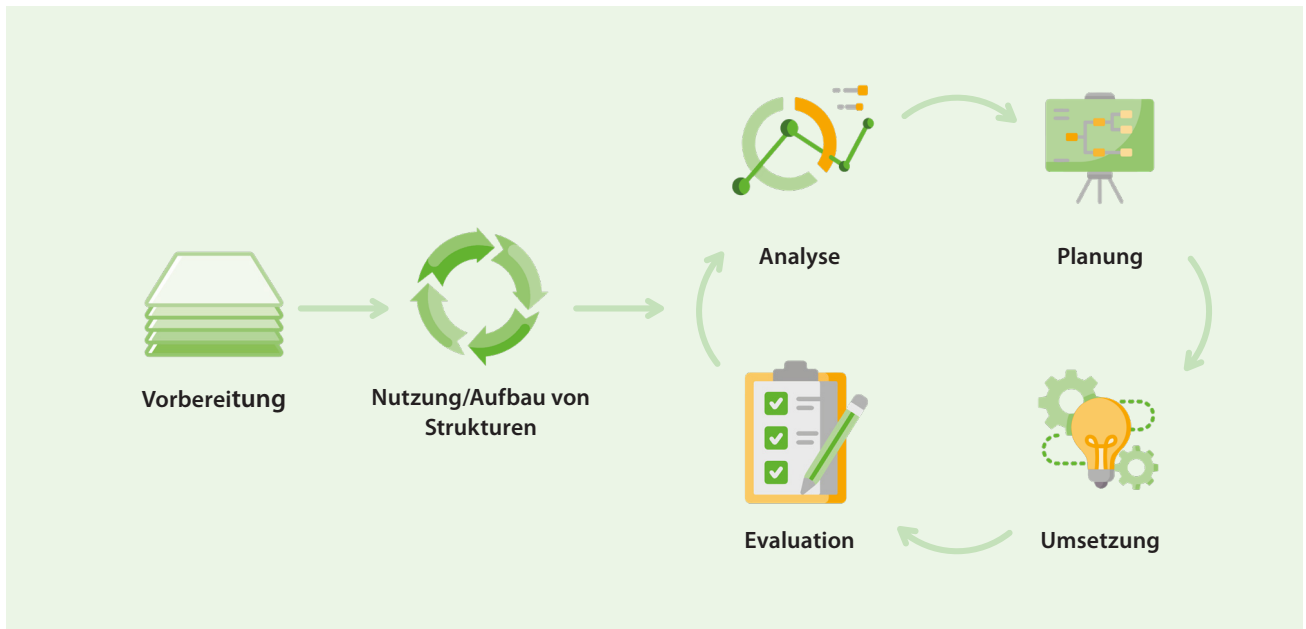 Vorbereitung
Nutzung/Aufbau von
Strukturen
Analyse
Planung
Umsetzung
Evaluation